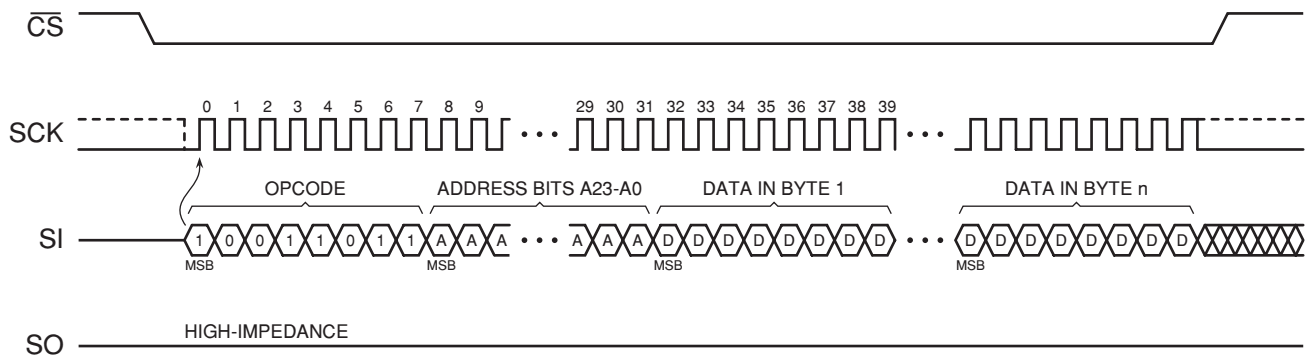 CS
0 1 2 3 4 5 6 7 8 9 29 30 31 32 33 34 35 36 37 38 39
SCK
OPCODE ADDRESS BITS A23-A0 DATA IN BYTE 1 DATA IN BYTE n
SI 1 0 0 1 1 0 1 1 A A A A A A D D D D D D D D D D D D D D D D
MSB MSB MSB MSB
HIGH-IMPEDANCE
SO